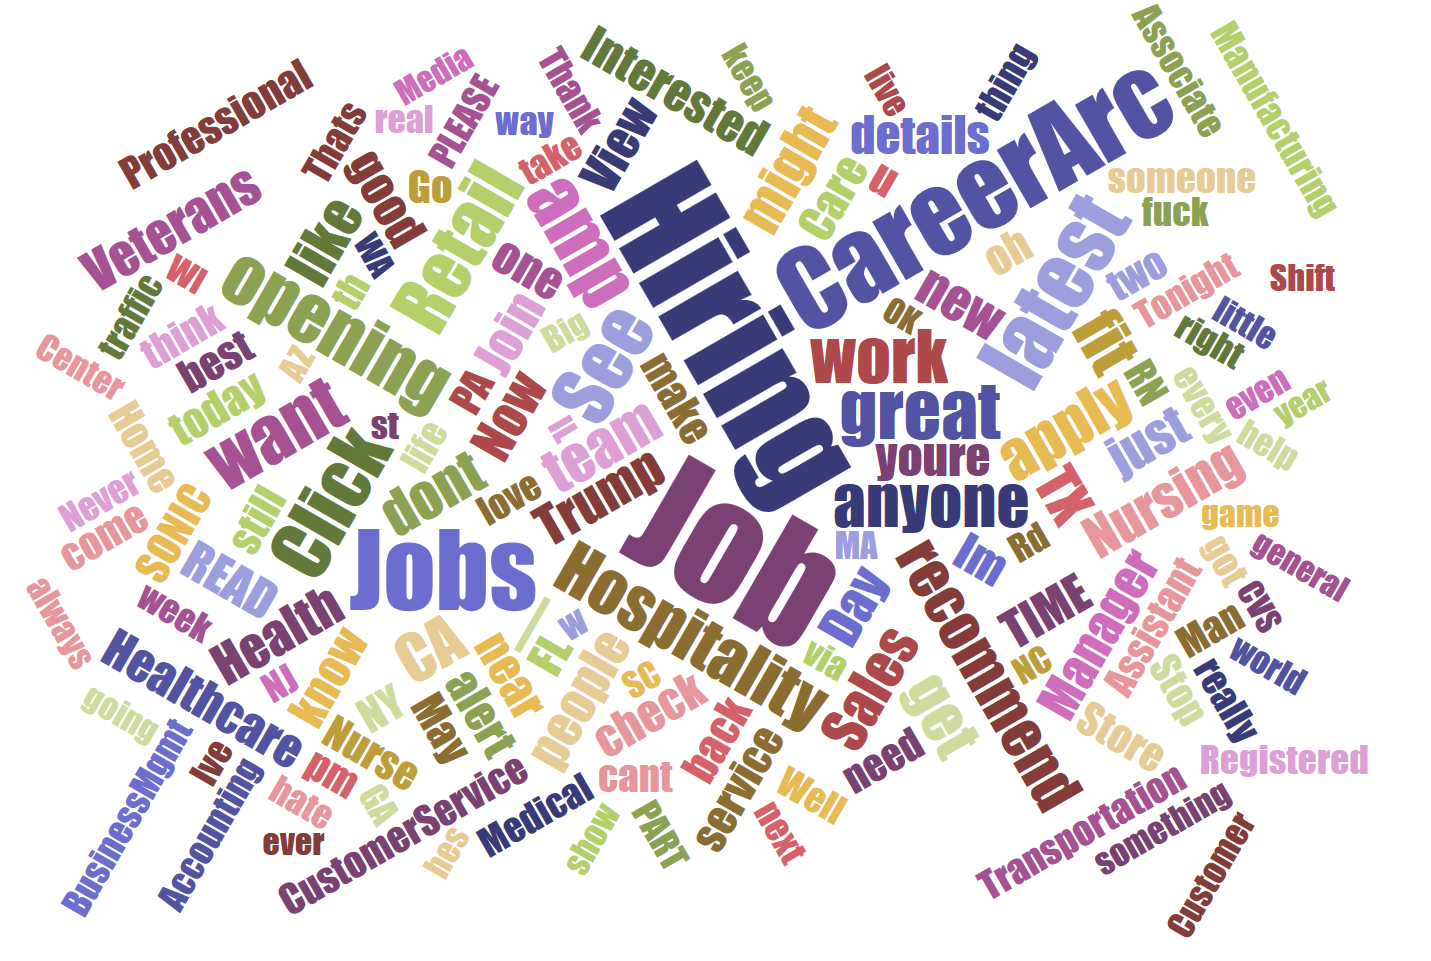 Professional
Media
real
Thats
PLEASE
way
Thank
take
View
Interested
keep
might
live
details
thing
Associate
Manufacturing
CareerArc
someone
fuck
Care
u
Veterans
good
Go
Retail
amp
Hiring
like
WA
WI
traffic
opening
th
one
Join
Big
See
oh
latest
two
Tonight
Shift
little
right
new
ok
work
fit
RN
every
even
year
help
Center
think
best
AZ
today
Home
want
st
PA
Now
life
make
team
great
youre
apply
just
anyone
TX
Nursing
game
Never
come
SONIC
still
Click
dont
love
Trump
Job
MA
Im
Rd
got
general
cvs
READ
Jobs
Hospitality
Day
recommend
TIME
Manager
Assistant
Man
world
always
week
Health
CA
near
FL
W
via
Sales
NC
Stop
really
Healthcare
NJ
know
NY
May
alert
people
SC
check
back
get
Store
Registered
going
BusinessMgmt
Ive
Accounting
hate
pm
Nurse
GA
ever
CustomerService
hes
Medical
cant
show
PART
service
next
Well
need
Transportation
something
Customer